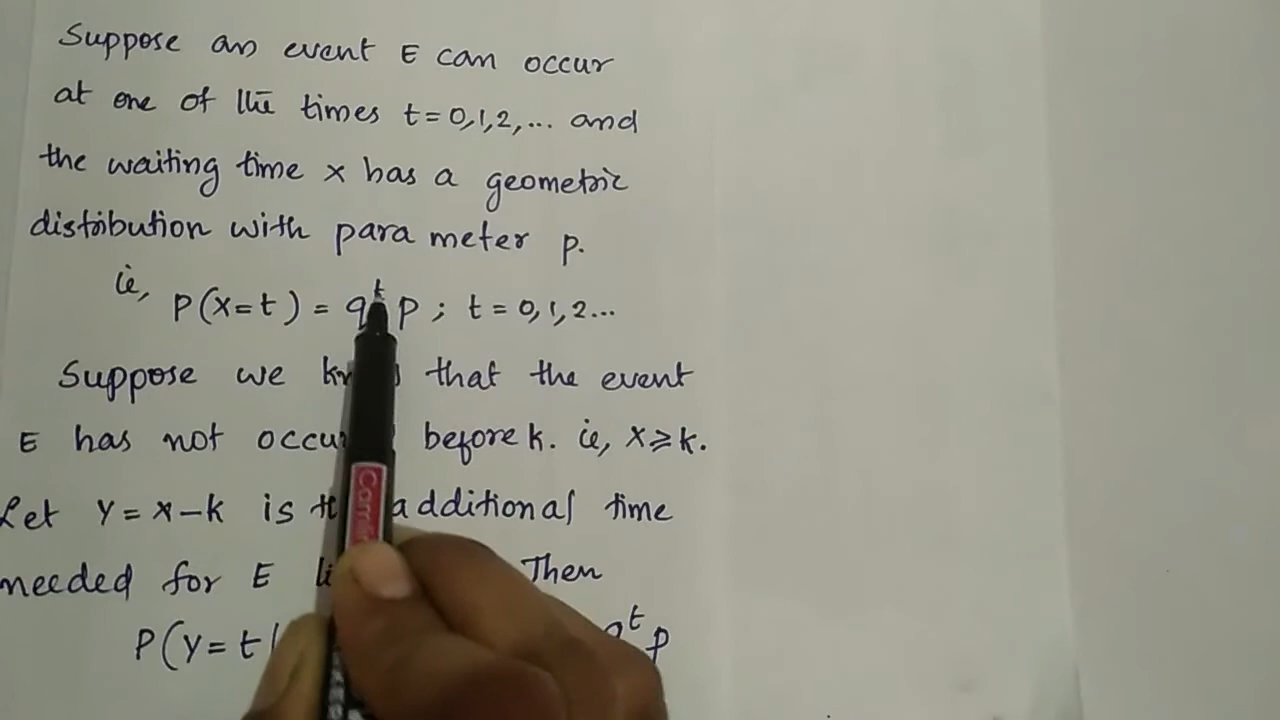 Suppose an event E can occur
at one of the times t = 0, 1, 2, ... and
the waiting time x has a geometric
distribution with parameter p.
ie, P(X=t) = q^t p ; t = 0, 1, 2...
Suppose we that the event
E has not before k. ie, X ≥ k.
Let Y = X - k is additional time
needed for E Then
P(Y = t | q^t p
Camlin